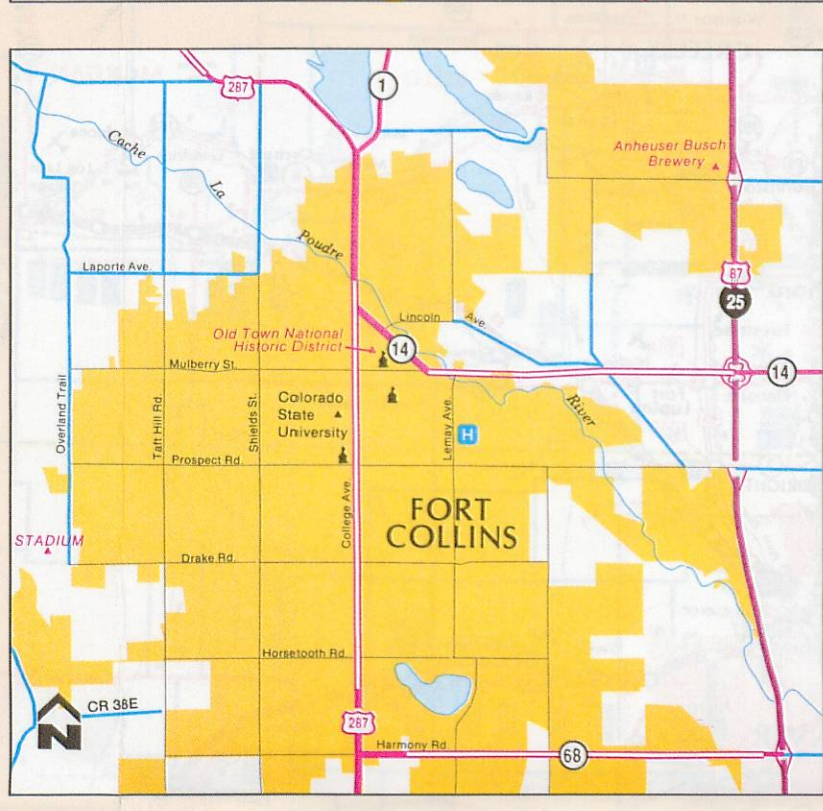 287
1
Anheuser Busch
Brewery
Cache
La
Poudre
Laporte Ave.
87
25
Lincoln
Ave.
Old Town National
Historic District
14
Mulberry St.
14
Colorado
State
University
Overland Trail
Taft Hill Rd.
Shields St.
Lemay Ave.
H
River
Prospect Rd.
College Ave.
FORT
COLLINS
STADIUM
Drake Rd.
Horsetooth Rd.
CR 38E
N
287
Harmony Rd.
68